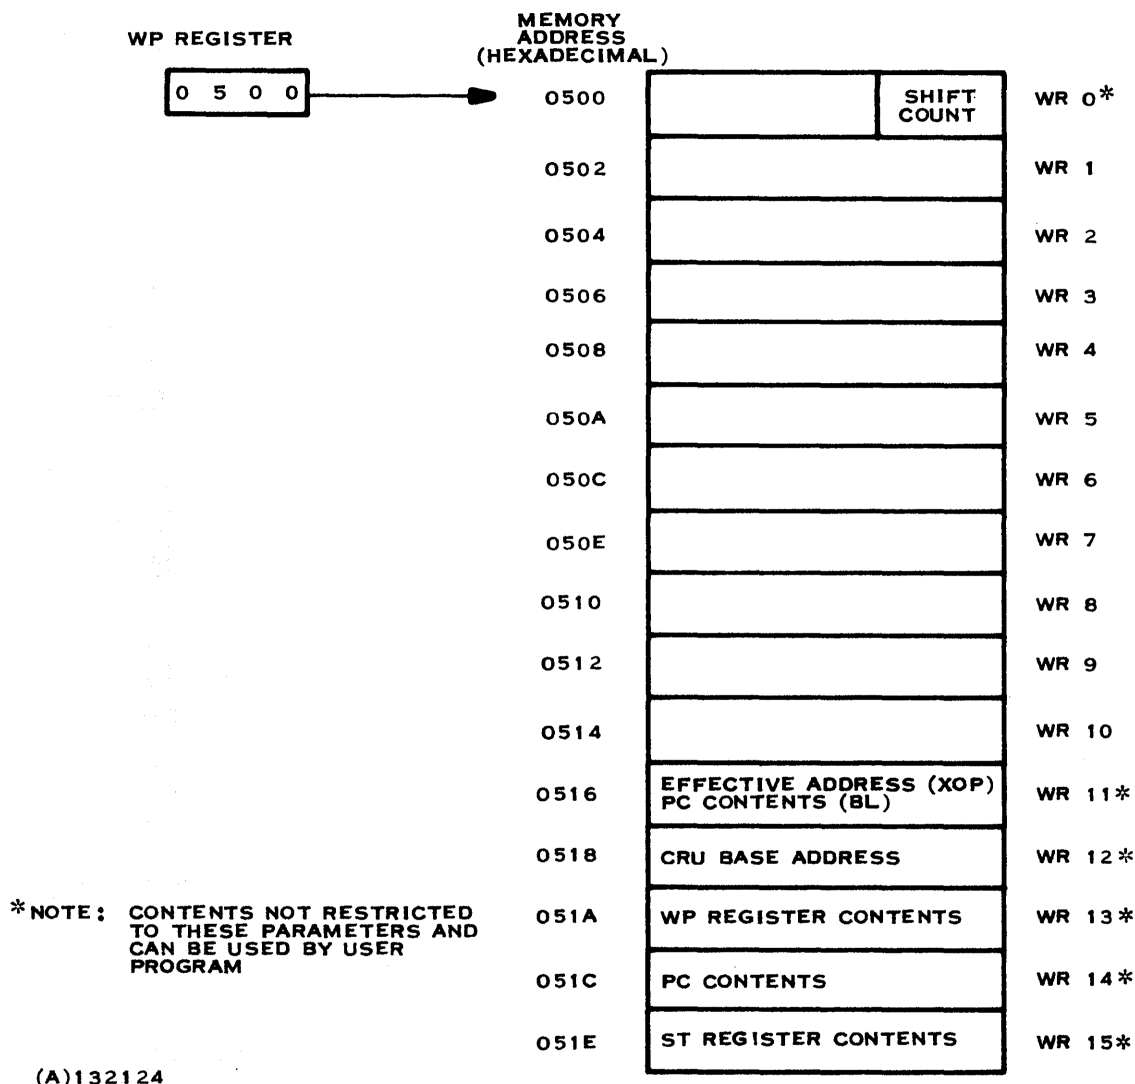 WP REGISTER
0 5 0 0
MEMORY
ADDRESS
(HEXADECIMAL)
0500 SHIFT COUNT WR 0*
0502 WR 1
0504 WR 2
0506 WR 3
0508 WR 4
050A WR 5
050C WR 6
050E WR 7
0510 WR 8
0512 WR 9
0514 WR 10
0516 EFFECTIVE ADDRESS (XOP) WR 11*
PC CONTENTS (BL)
0518 CRU BASE ADDRESS WR 12*
051A WP REGISTER CONTENTS WR 13*
051C PC CONTENTS WR 14*
051E ST REGISTER CONTENTS WR 15*
*NOTE: CONTENTS NOT RESTRICTED
TO THESE PARAMETERS AND
CAN BE USED BY USER
PROGRAM
(A)132124